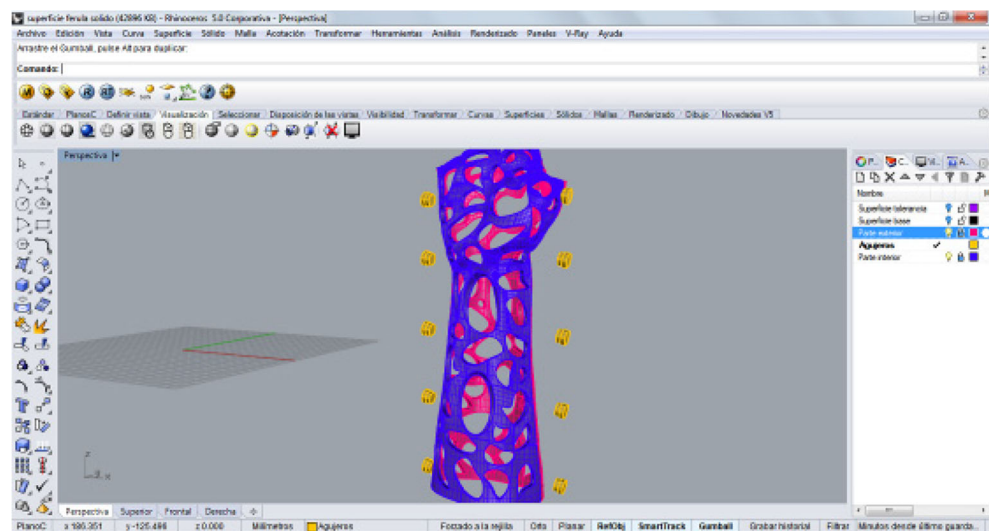 superficie ferula solido (42896 KB) - Rhinoceros 5.0 Corporativa - [Perspectiva]
Archivo Edición Vista Curva Superficie Sólido Malla Acotación Transformar Herramientas Análisis Renderizado Paneles V-Ray Ayuda
Arrastre el Gumball, pulse Alt para duplicar:
Comando:
Estándar PlanosC Definir vista Visualización Seleccionar Disposición de las vistas Visibilidad Transformar Curvas Superficies Sólidos Mallas Renderizado Dibujo Novedades V5
Perspectiva
Nombre
Superficie tolerancia
Superficie base
Parte exterior
Agujeros
Parte interior
z
x
Perspectiva Superior Frontal Derecha
PlanoC x 186.351 y -125.486 z 0.000 Milímetros Agujeros Forzado a la rejilla Orto Planar RefObj SmartTrack Gumball Grabar historial Filtrar Minutos desde último guarda...